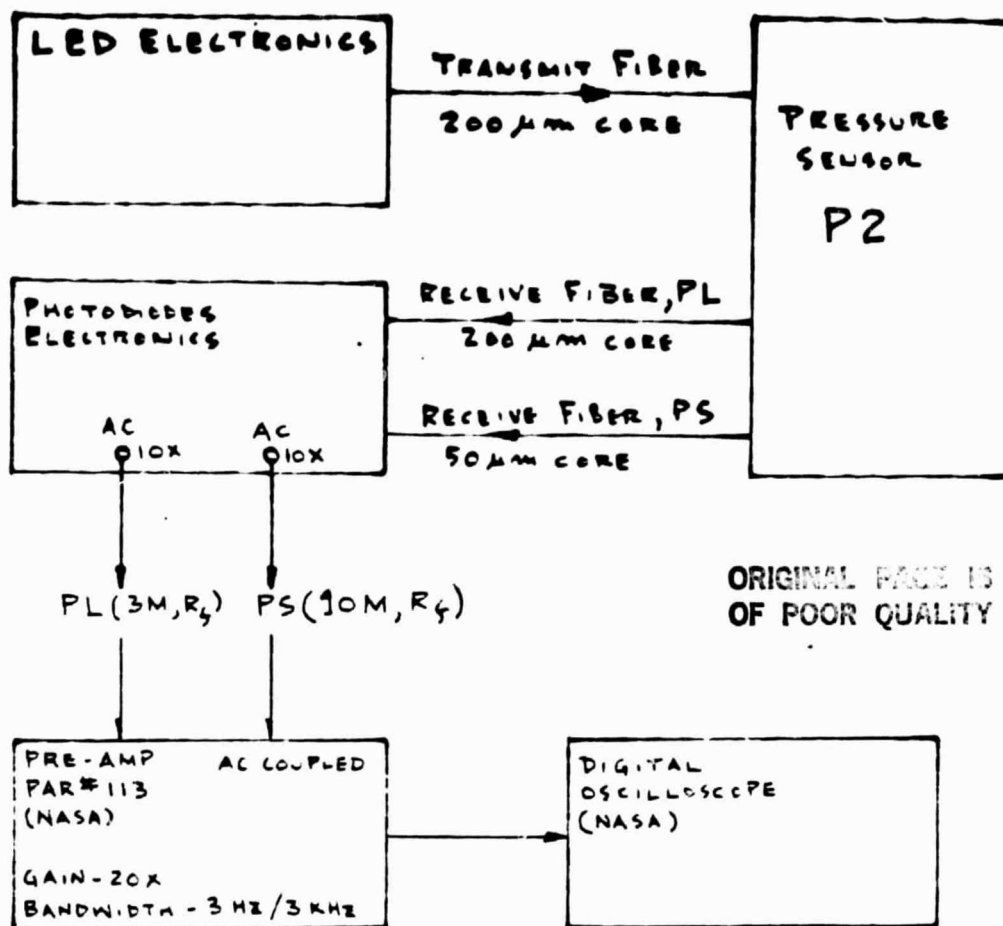 LED ELECTRONICS
TRANSMIT FIBER
200 μm CORE
PRESSURE
SENSOR
P2
PHOTODIODES
ELECTRONICS
RECEIVE FIBER, PL
200 μm CORE
RECEIVE FIBER, PS
50 μm CORE
AC
10X
AC
10X
PL(3M, Rf)
PS(10M, Rf)
ORIGINAL PAGE IS
OF POOR QUALITY
PRE-AMP
AC COUPLED
PAR#113
(NASA)
GAIN-20X
BANDWIDTH - 3 HZ/3 KHZ
DIGITAL
OSCILLOSCOPE
(NASA)